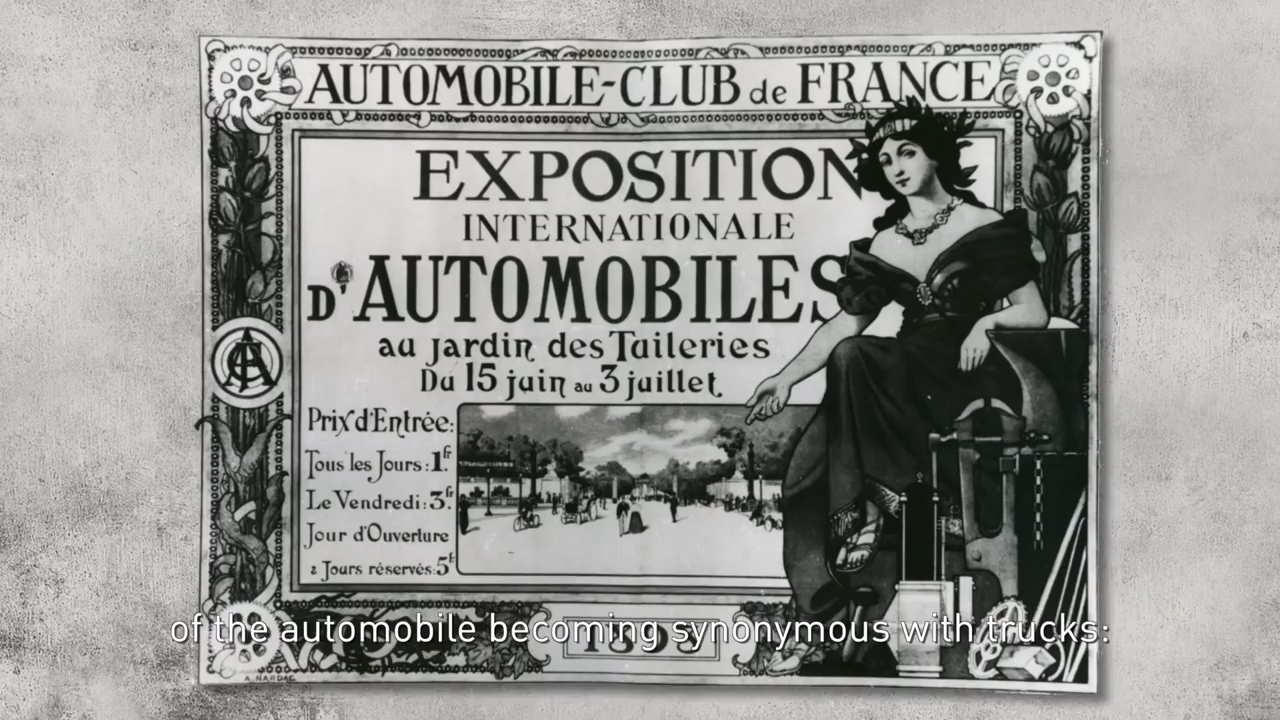 AUTOMOBILE-CLUB de FRANCE
EXPOSITION
INTERNATIONALE
D'AUTOMOBILES
au jardin des Tuileries
Du 15 juin au 3 juillet
Prix d'Entrée:
Tous les Jours: 1fr.
Le Vendredi: 3fr.
Jour d'Ouverture
2 Jours réservés: 5f
of the automobile becoming synonymous with trucks:
A. NARDAC